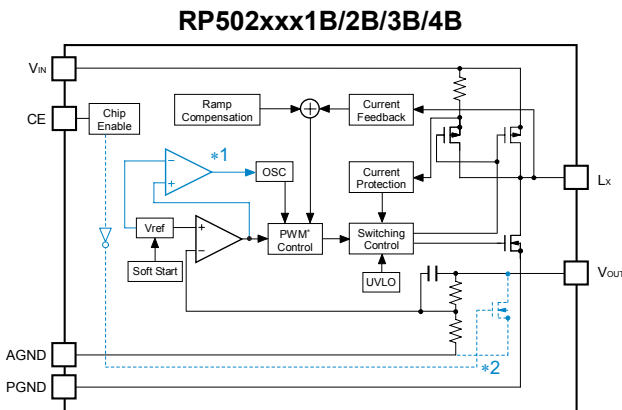 RP502xxx1B/2B/3B/4B
VIN
CE
Chip
Enable
Ramp
Compensation
+
Current
Feedback
−
+
*1
OSC
Current
Protection
LX
Vref
+
−
PWM*
Control
Switching
Control
Soft Start
UVLO
VOUT
AGND
*2
PGND